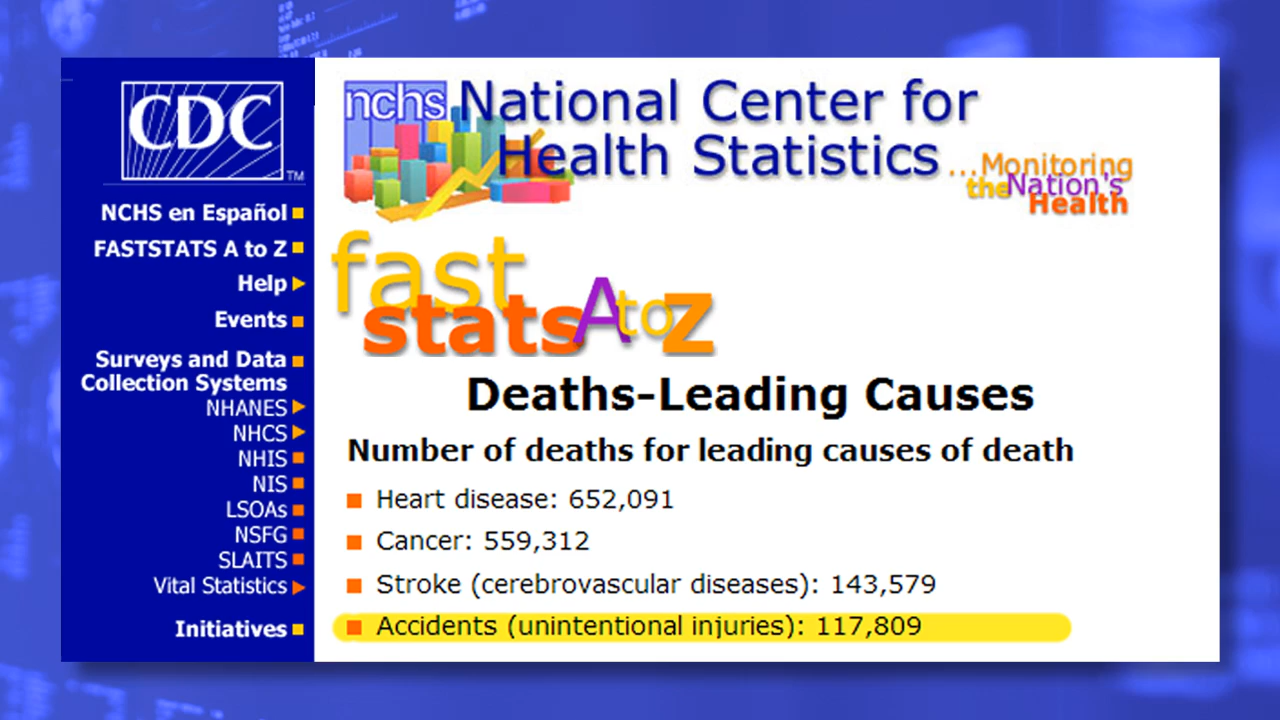 CDC
TM
NCHS en Español
FASTSTATS A to Z
Help
Events
Surveys and Data
Collection Systems
NHANES
NHCS
NHIS
NIS
LSOAs
NSFG
SLAITS
Vital Statistics
Initiatives
nchs
National Center for
Health Statistics
...Monitoring
the Nation's
Health
fast
stats A to Z
Deaths-Leading Causes
Number of deaths for leading causes of death
Heart disease: 652,091
Cancer: 559,312
Stroke (cerebrovascular diseases): 143,579
Accidents (unintentional injuries): 117,809